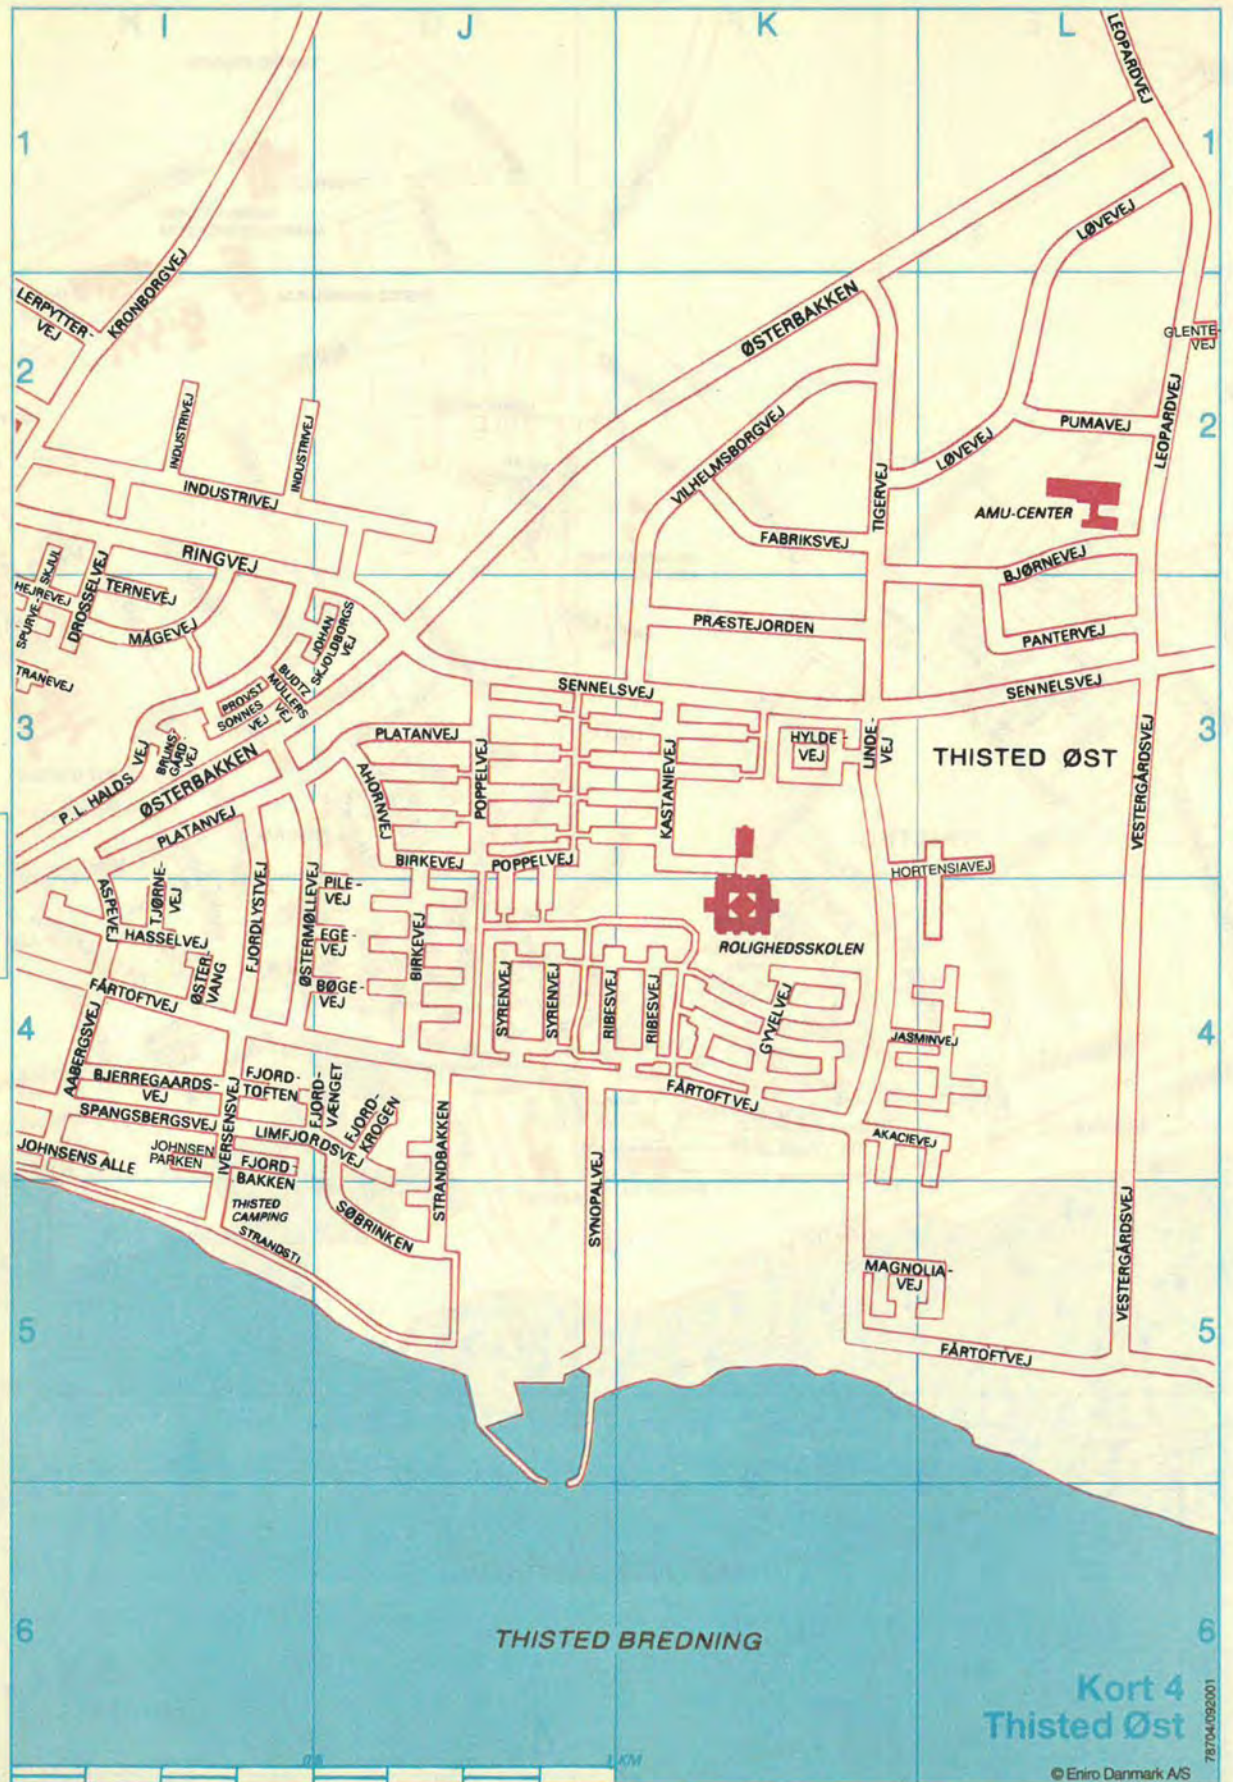 I
J
K
L
1
1
LEOPARDVEJ
LØVEVEJ
KRONBORGVEJ
LERPYTTER-
VEJ
ØSTERBAKKEN
GLENTE-
VEJ
2
2
LEOPARDVEJ
PUMAVEJ
LØVEVEJ
VILHELMSBORGVEJ
INDUSTRIVEJ
INDUSTRIVEJ
INDUSTRIVEJ
TIGERVEJ
AMU-CENTER
FABRIKSVEJ
BJØRNEVEJ
RINGVEJ
SKJUL
HEJREVEJ
DROSSELVEJ
TERNEVEJ
SPURVE-
MÅGEVEJ
JOHAN
SKJOLDBORGS
VEJ
PRÆSTEJORDEN
PANTERVEJ
TRANEVEJ
BUDTZ
MÜLLERS
VEJ
PROVST
SONNES
VEJ
SENNELSVEJ
SENNELSVEJ
3
3
BRUNS-
GÅRD-
VEJ
P. L. HALDS VEJ
ØSTERBAKKEN
PLATANVEJ
PLATANVEJ
AHORNVEJ
POPPELVEJ
KASTANIEVEJ
HYLDE-
VEJ
LINDE-
VEJ
THISTED ØST
VESTERGÅRDSVEJ
BIRKEVEJ
POPPELVEJ
HORTENSIAVEJ
ASPEVEJ
TJØRNE-
VEJ
FJORDLYSTVEJ
ØSTERMØLLEVEJ
PILE-
VEJ
HASSELVEJ
EGE-
VEJ
BIRKEVEJ
ROLIGHEDSSKOLEN
ØSTER-
VANG
BØGE-
VEJ
FÅRTOFTVEJ
SYRENVEJ
SYRENVEJ
RIBESVEJ
RIBESVEJ
GYVELVEJ
4
4
JASMINVEJ
AABERGSVEJ
BJERREGAARDS-
VEJ
FJORD-
TOFTEN
FJORD-
VÆNGET
FJORD-
KROGEN
FÅRTOFTVEJ
SPANGSBERGSVEJ
IVERSENSVEJ
LIMFJORDSVEJ
STRANDBAKKEN
AKACIEVEJ
JOHNSENS ALLE
JOHNSEN
PARKEN
FJORD-
BAKKEN
THISTED
CAMPING
STRANDSTI
SØBRINKEN
SYNOPALVEJ
VESTERGÅRDSVEJ
MAGNOLIA-
VEJ
5
5
FÅRTOFTVEJ
6
6
THISTED BREDNING
Kort 4
Thisted Øst
78704/092001
1 KM
© Eniro Danmark A/S